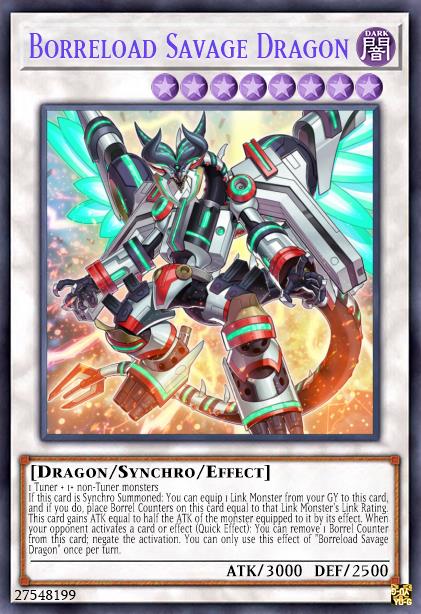 BORRELOAD SAVAGE DRAGON
DARK
闇
[DRAGON/SYNCHRO/EFFECT]
1 Tuner + 1+ non-Tuner monsters
If this card is Synchro Summoned: You can equip 1 Link Monster from your GY to this card,
and if you do, place Borrel Counters on this card equal to that Link Monster's Link Rating.
This card gains ATK equal to half the ATK of the monster equipped to it by its effect. When
your opponent activates a card or effect (Quick Effect): You can remove 1 Borrel Counter
from this card; negate the activation. You can only use this effect of "Borreload Savage
Dragon" once per turn.
ATK/3000 DEF/2500
27548199